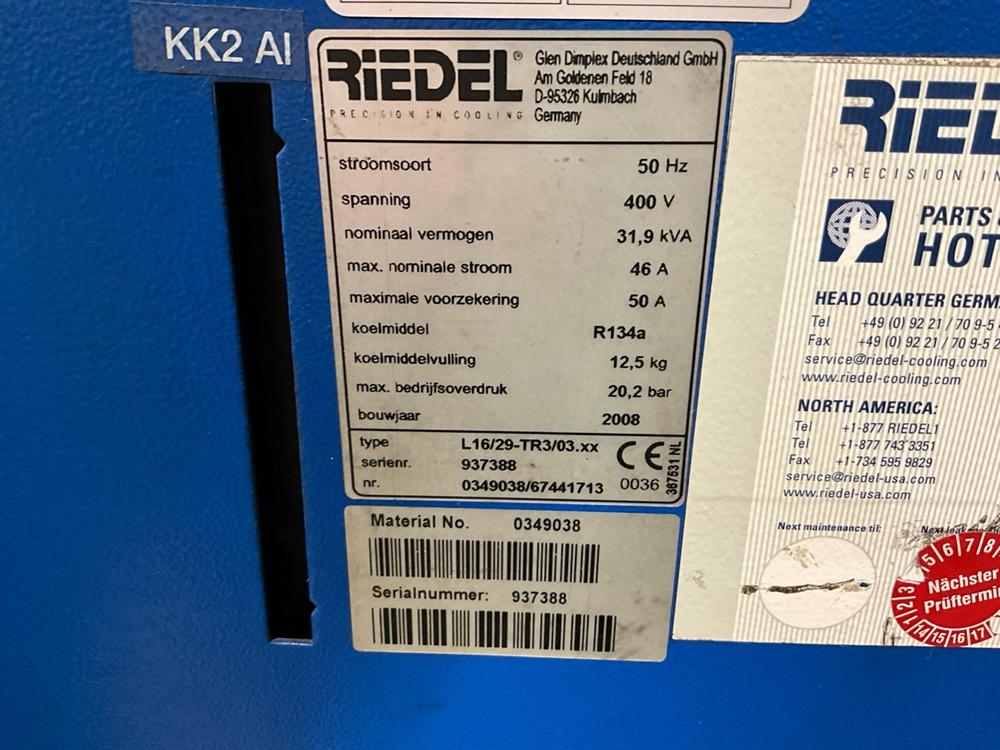 KK2 AI
RIEDEL®
PRECISION IN COOLING
Glen Dimplex Deutschland GmbH
Am Goldenen Feld 18
D-95326 Kulmbach
Germany
stroomsoort 50 Hz
spanning 400 V
nominaal vermogen 31,9 kVA
max. nominale stroom 46 A
maximale voorzekering 50 A
koelmiddel R134a
koelmiddelvulling 12,5 kg
max. bedrijfsoverdruk 20,2 bar
bouwjaar 2008
type L16/29-TR3/03.xx
serienr. 937388
nr. 0349038/67441713
CE
0036
367531 NL
Material No. 0349038
Serialnummer: 937388
RIED
PRECISION IN
PARTS
HOT
HEAD QUARTER GERM
Tel +49 (0) 92 21 / 70 9-5
Fax +49 (0) 92 21 / 70 9-5 2
service@riedel-cooling.com
www.riedel-cooling.com
NORTH AMERICA:
Tel +1-877 RIEDEL1
Tel +1-877 743 3351
Fax +1-734 595 9829
service@riedel-usa.com
www.riedel-usa.com
Next maintenance til:
Nächster
Prüftermi
5 6 7 8
1 2 3
14 15 16 17